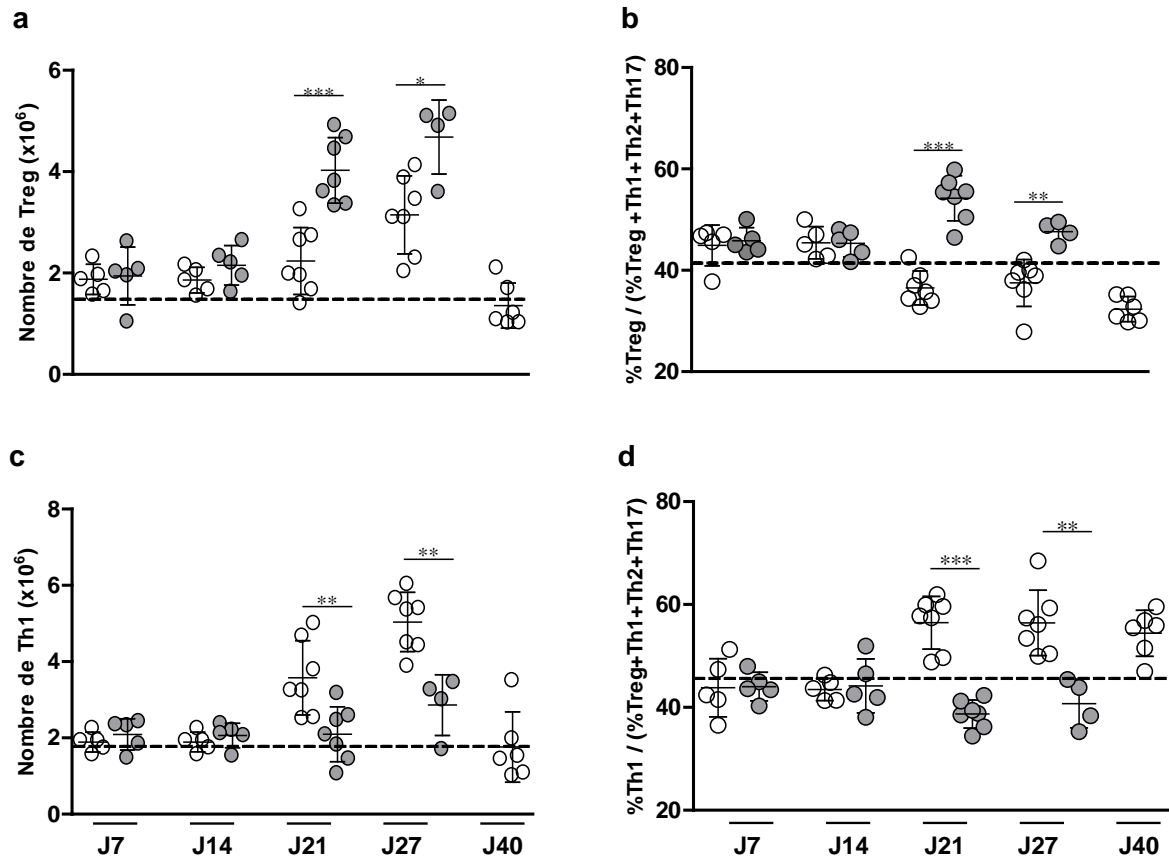 a
Nombre de Treg (x10⁶)
6
4
2
0
***
*
b
%Treg / (%Treg +Th1+Th2+Th17)
80
60
40
20
***
**
c
Nombre de Th1 (x10⁶)
8
6
4
2
0
**
**
J7 J14 J21 J27 J40
d
%Th1 / (%Treg+Th1+Th2+Th17)
80
60
40
20
***
**
J7 J14 J21 J27 J40